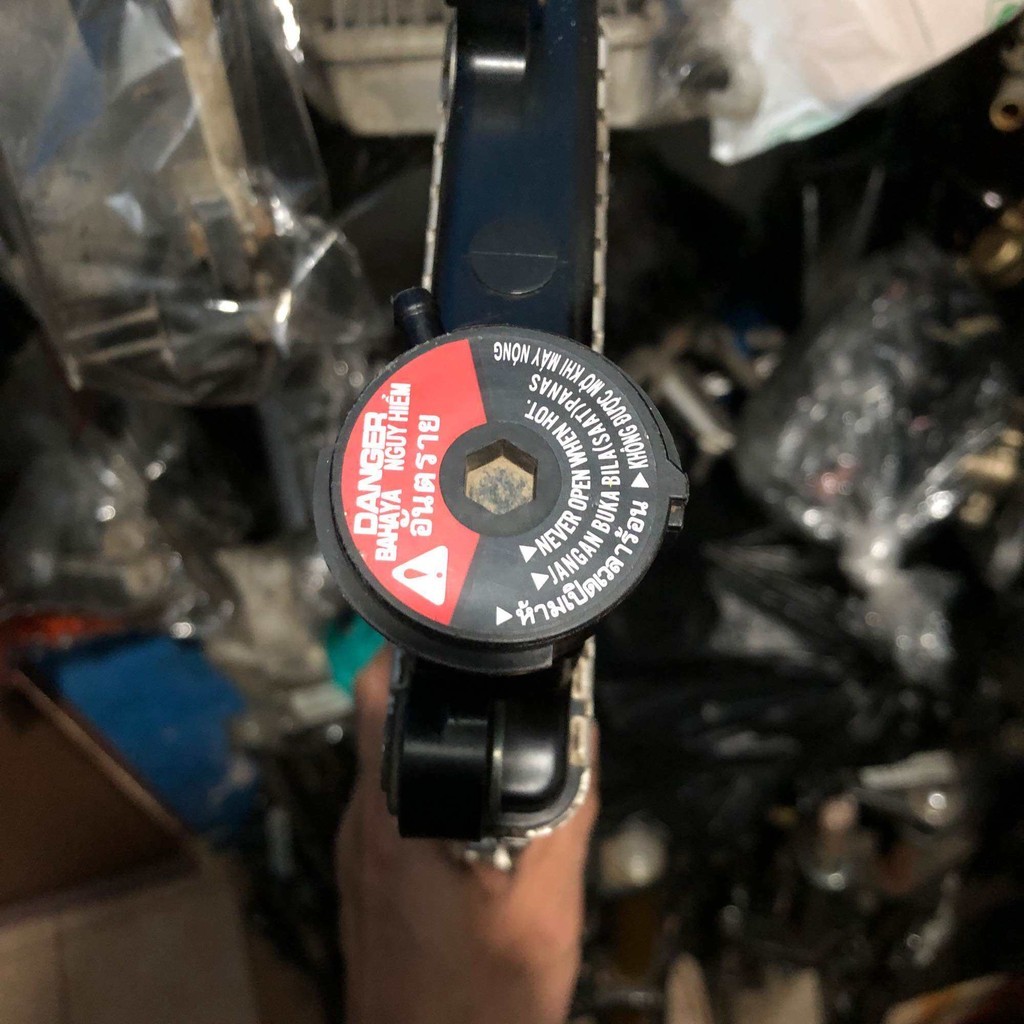 DANGER
BAHAYA NGUY HIỂM
อันตราย
▶NEVER OPEN WHEN HOT.
▶JANGAN BUKA BILA(SAAT)PANAS
▶ห้ามเปิดเวลาร้อน
▶KHÔNG ĐƯỢC MỞ KHI MÁY NÓNG